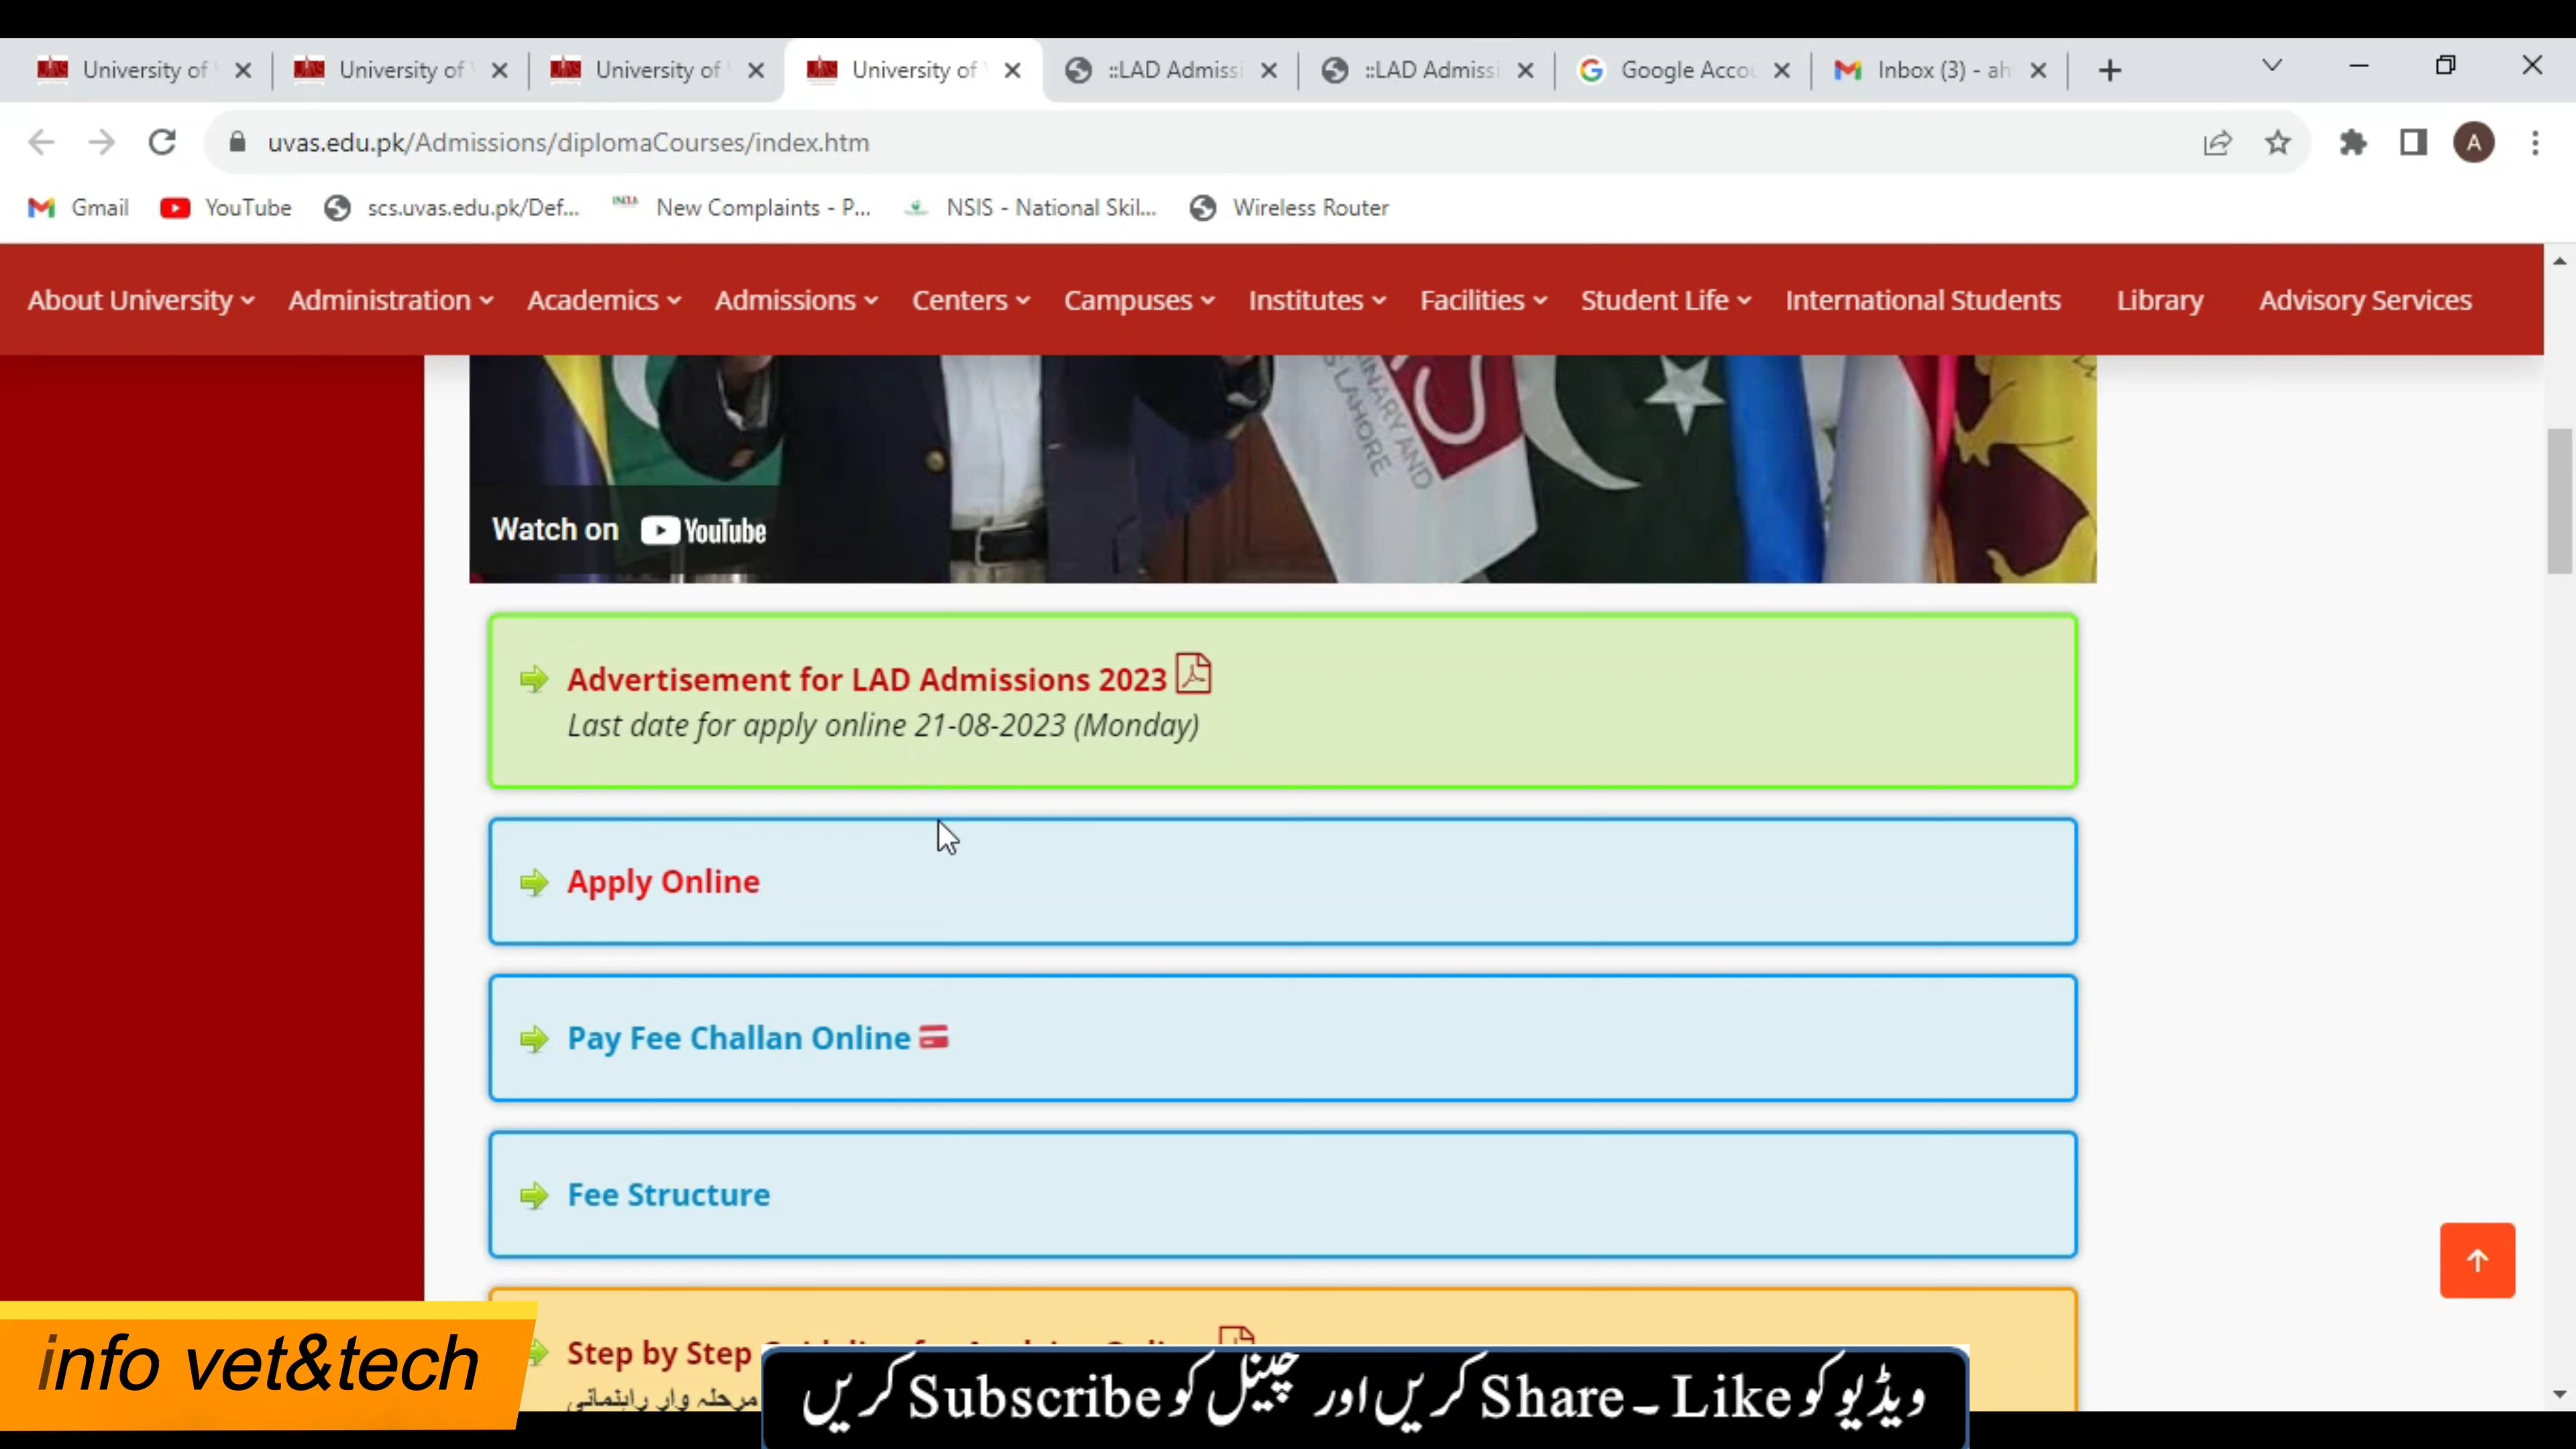 University of
University of
University of
University of
::LAD Admissi
::LAD Admissi
Google Accou
Inbox (3) - ah
uvas.edu.pk/Admissions/diplomaCourses/index.htm
A
Gmail
YouTube
scs.uvas.edu.pk/Def...
New Complaints - P...
NSIS - National Skil...
Wireless Router
About University
Administration
Academics
Admissions
Centers
Campuses
Institutes
Facilities
Student Life
International Students
Library
Advisory Services
INARY AND
LAHORE
Watch on YouTube
Advertisement for LAD Admissions 2023
Last date for apply online 21-08-2023 (Monday)
Apply Online
Pay Fee Challan Online
Fee Structure
Step by Step
مرحلہ وار راہنمائی
info vet&tech
ویڈیو کو Like ۔ Share کریں اور چینل کو Subscribe کریں